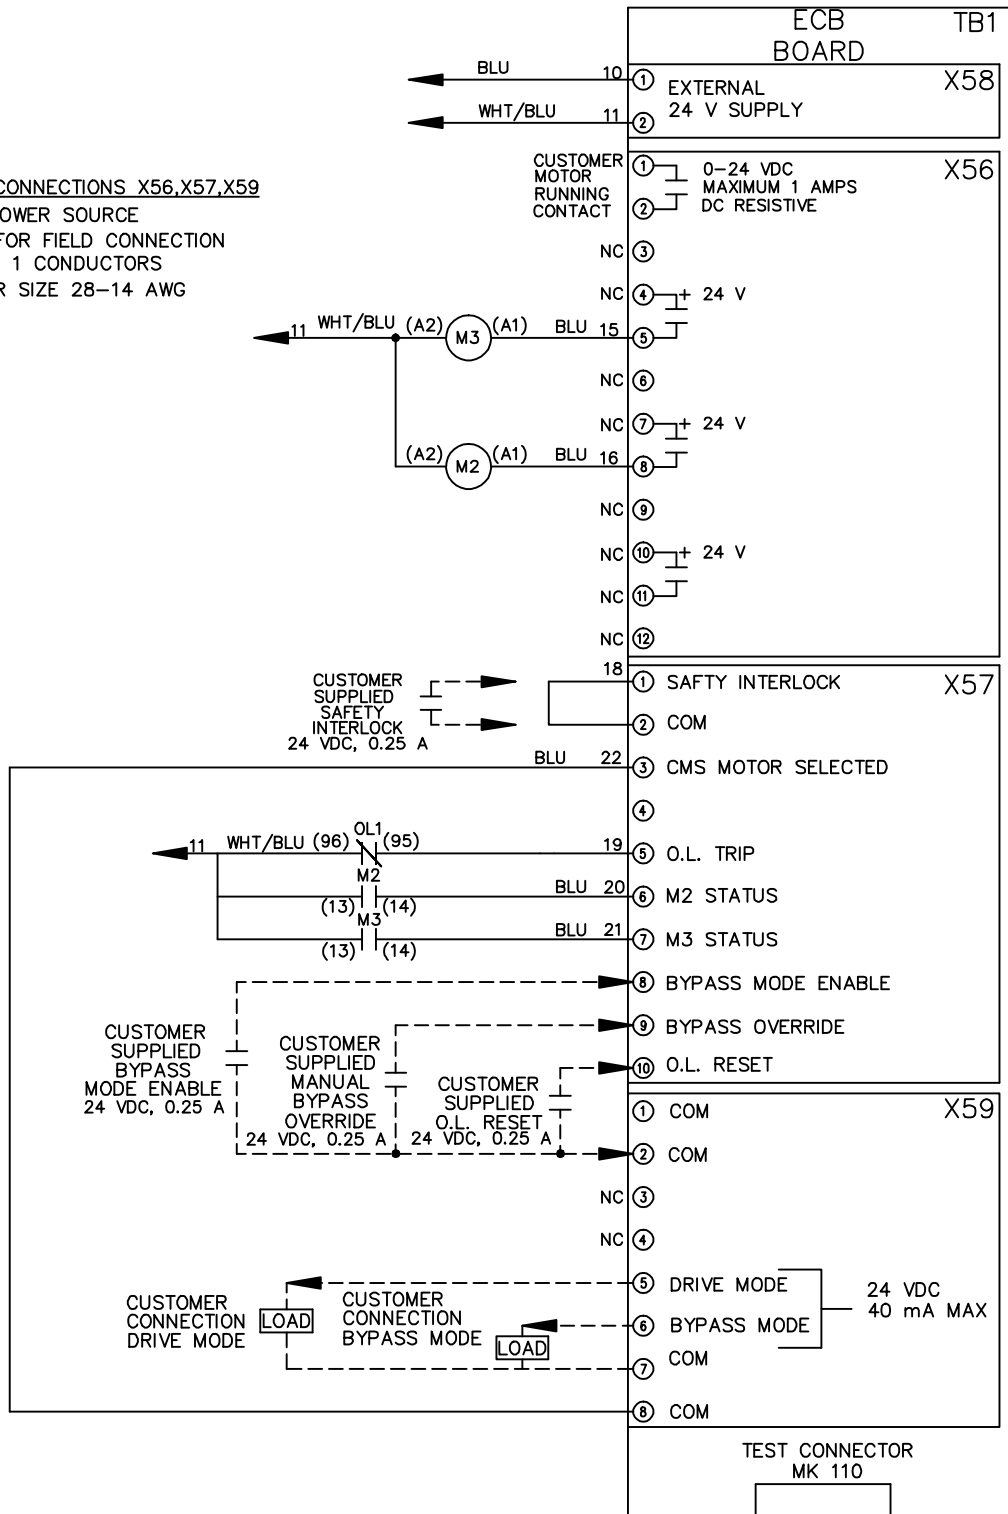 ECB BOARD
TB1
X58
BLU 10 1 EXTERNAL
24 V SUPPLY
WHT/BLU 11 2
CONNECTIONS X56,X57,X59
OWER SOURCE
FOR FIELD CONNECTION
1 CONDUCTORS
R SIZE 28-14 AWG
X56
CUSTOMER
MOTOR
RUNNING
CONTACT
1
2
0-24 VDC
MAXIMUM 1 AMPS
DC RESISTIVE
NC 3
NC 4 + 24 V
11 WHT/BLU (A2) M3 (A1) BLU 15 5
NC 6
NC 7 + 24 V
(A2) M2 (A1) BLU 16 8
NC 9
NC 10 + 24 V
NC 11
NC 12
X57
CUSTOMER
SUPPLIED
SAFETY
INTERLOCK
24 VDC, 0.25 A
18 1 SAFTY INTERLOCK
2 COM
BLU 22 3 CMS MOTOR SELECTED
4
11 WHT/BLU (96) OL1 (95) 19 5 O.L. TRIP
M2
(13) (14) BLU 20 6 M2 STATUS
M3
(13) (14) BLU 21 7 M3 STATUS
8 BYPASS MODE ENABLE
9 BYPASS OVERRIDE
10 O.L. RESET
CUSTOMER
SUPPLIED
BYPASS
MODE ENABLE
24 VDC, 0.25 A
CUSTOMER
SUPPLIED
MANUAL
BYPASS
OVERRIDE
24 VDC, 0.25 A
CUSTOMER
SUPPLIED
O.L. RESET
24 VDC, 0.25 A
X59
1 COM
2 COM
NC 3
NC 4
5 DRIVE MODE
6 BYPASS MODE
24 VDC
40 mA MAX
7 COM
8 COM
CUSTOMER
CONNECTION
DRIVE MODE
LOAD
CUSTOMER
CONNECTION
BYPASS MODE
LOAD
TEST CONNECTOR
MK 110